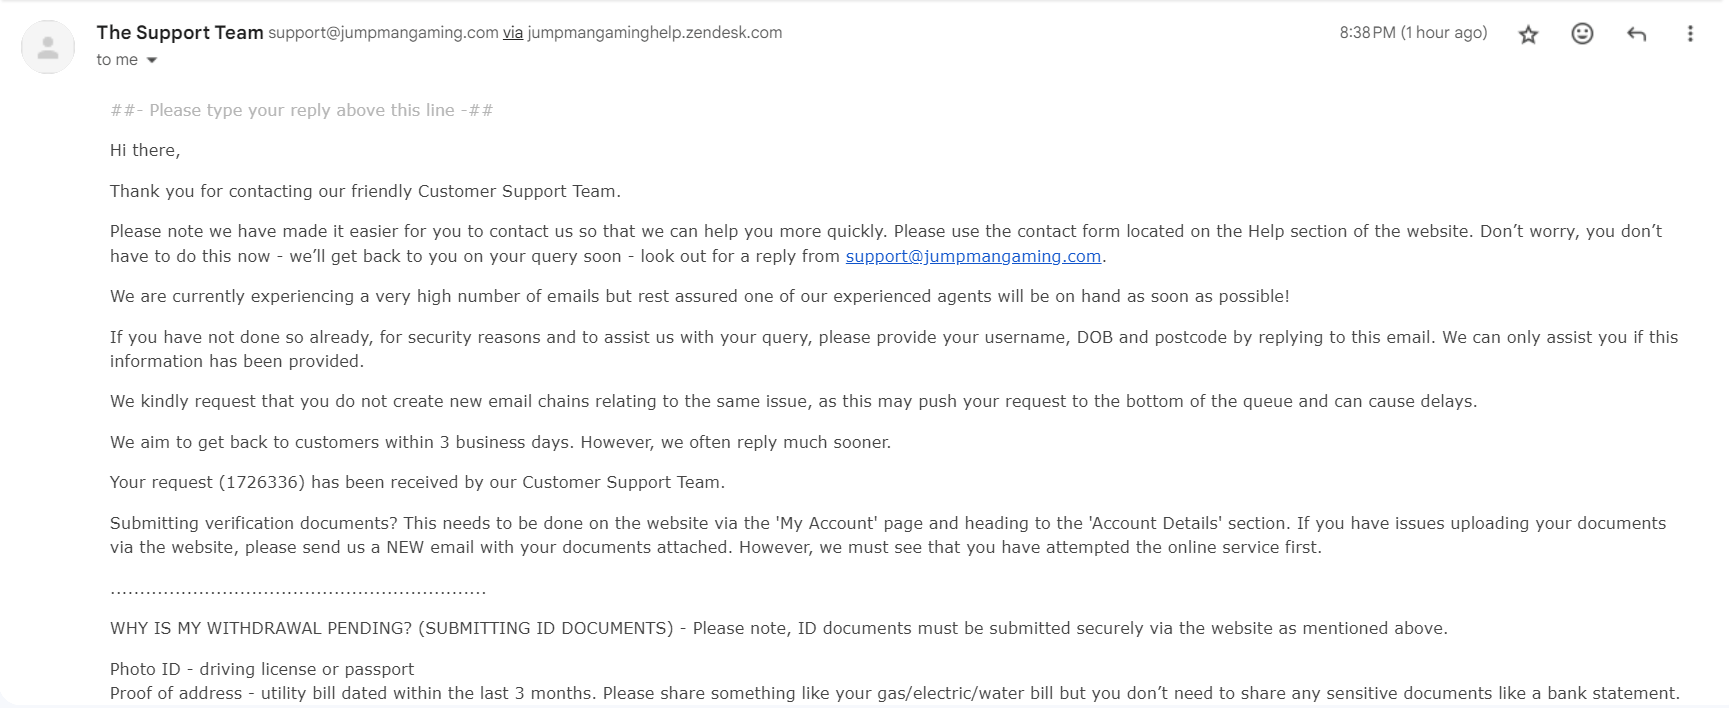 The Support Team support@jumpmangaming.com via jumpmangaminghelp.zendesk.com
8:38 PM (1 hour ago)
to me
##- Please type your reply above this line -##
Hi there,
Thank you for contacting our friendly Customer Support Team.
Please note we have made it easier for you to contact us so that we can help you more quickly. Please use the contact form located on the Help section of the website. Don’t worry, you don’t
have to do this now - we’ll get back to you on your query soon - look out for a reply from support@jumpmangaming.com.
We are currently experiencing a very high number of emails but rest assured one of our experienced agents will be on hand as soon as possible!
If you have not done so already, for security reasons and to assist us with your query, please provide your username, DOB and postcode by replying to this email. We can only assist you if this
information has been provided.
We kindly request that you do not create new email chains relating to the same issue, as this may push your request to the bottom of the queue and can cause delays.
We aim to get back to customers within 3 business days. However, we often reply much sooner.
Your request (1726336) has been received by our Customer Support Team.
Submitting verification documents? This needs to be done on the website via the 'My Account' page and heading to the 'Account Details' section. If you have issues uploading your documents
via the website, please send us a NEW email with your documents attached. However, we must see that you have attempted the online service first.
................................................................
WHY IS MY WITHDRAWAL PENDING? (SUBMITTING ID DOCUMENTS) - Please note, ID documents must be submitted securely via the website as mentioned above.
Photo ID - driving license or passport
Proof of address - utility bill dated within the last 3 months. Please share something like your gas/electric/water bill but you don’t need to share any sensitive documents like a bank statement.